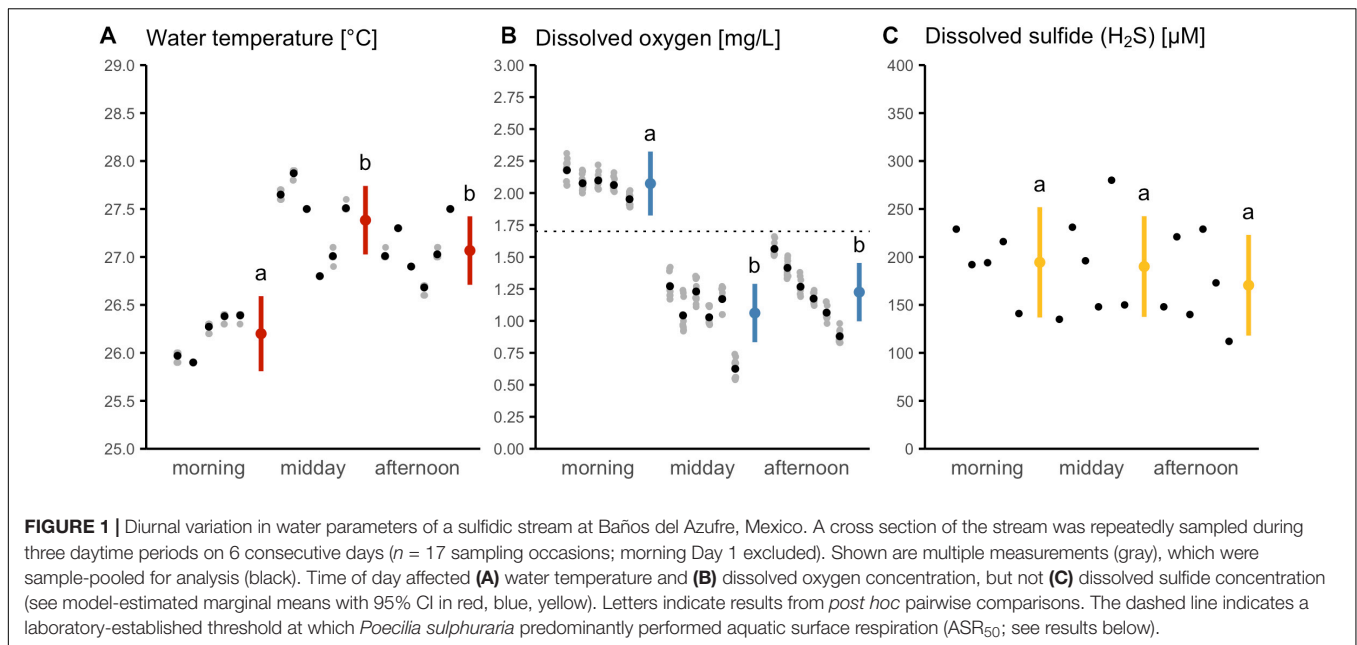 A Water temperature [°C]
29.0
28.5
28.0
27.5
27.0
26.5
26.0
25.5
25.0
a
b
b
morning midday afternoon
B Dissolved oxygen [mg/L]
3.00
2.75
2.50
2.25
2.00
1.75
1.50
1.25
1.00
0.75
0.50
0.25
0.00
a
b
b
morning midday afternoon
C Dissolved sulfide (H₂S) [µM]
400
350
300
250
200
150
100
50
0
a
a
a
morning midday afternoon
FIGURE 1 | Diurnal variation in water parameters of a sulfidic stream at Baños del Azufre, Mexico. A cross section of the stream was repeatedly sampled during
three daytime periods on 6 consecutive days (n = 17 sampling occasions; morning Day 1 excluded). Shown are multiple measurements (gray), which were
sample-pooled for analysis (black). Time of day affected (A) water temperature and (B) dissolved oxygen concentration, but not (C) dissolved sulfide concentration
(see model-estimated marginal means with 95% CI in red, blue, yellow). Letters indicate results from post hoc pairwise comparisons. The dashed line indicates a
laboratory-established threshold at which Poecilia sulphuraria predominantly performed aquatic surface respiration (ASR₅₀; see results below).